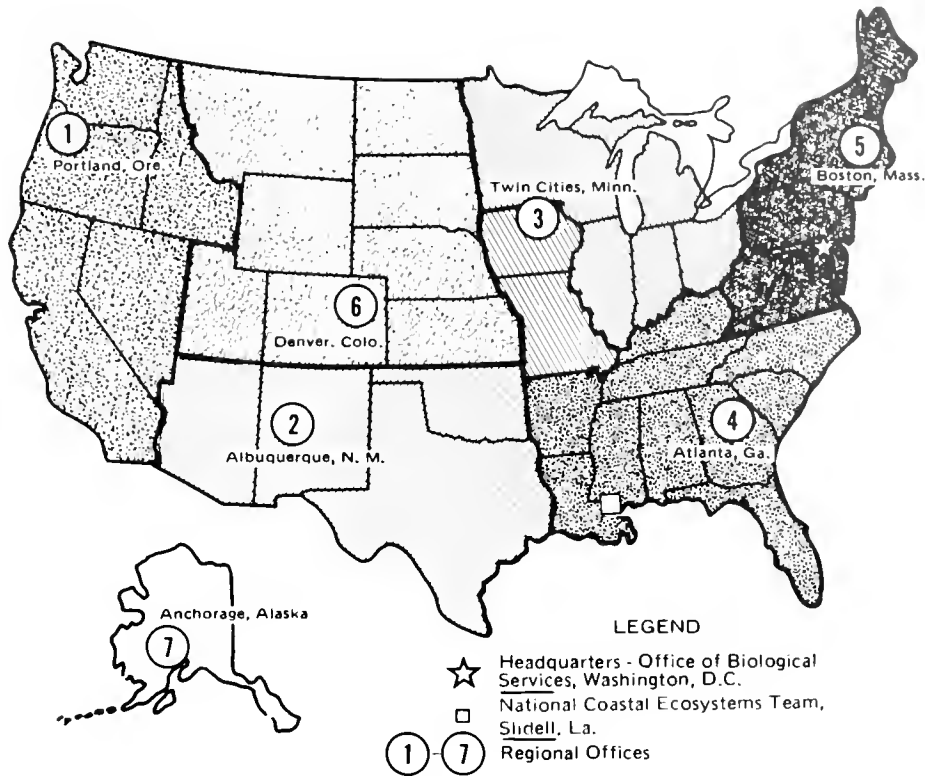 1
Portland, Ore.
5
Boston, Mass.
Twin Cities, Minn.
3
6
Denver. Colo.
2
Albuquerque, N. M.
4
Atlanta, Ga.
Anchorage, Alaska
7
LEGEND
Headquarters - Office of Biological
Services, Washington, D.C.
National Coastal Ecosystems Team,
Slidell, La.
1 - 7 Regional Offices